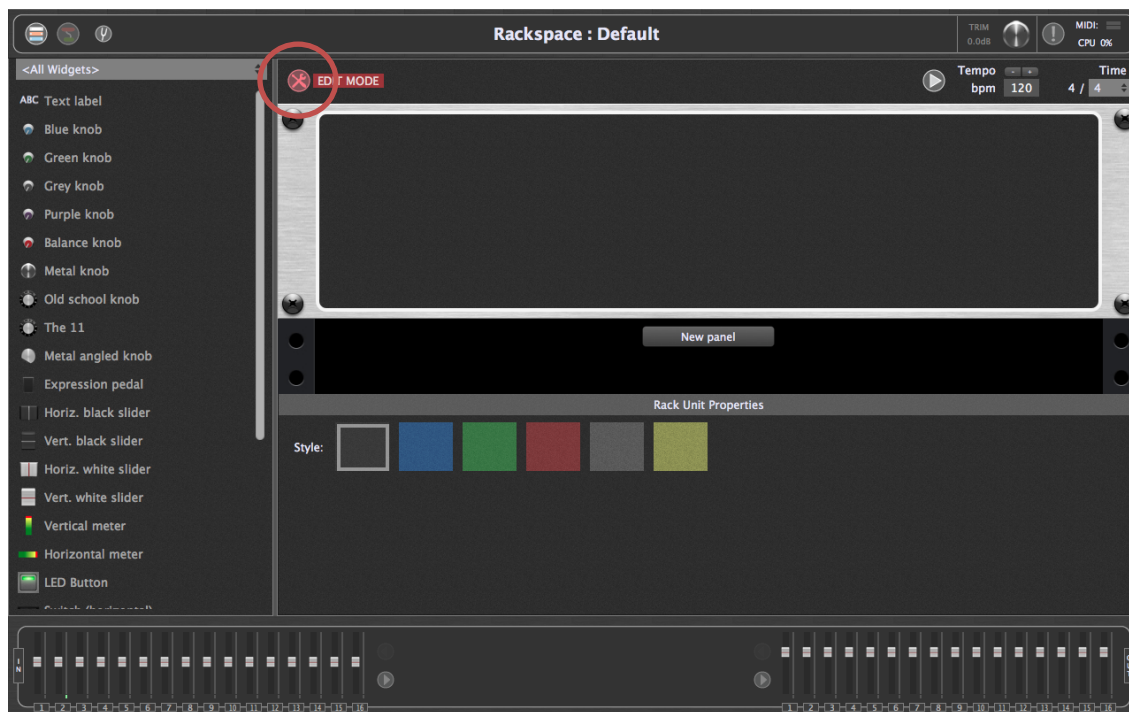 Rackspace : Default
TRIM
0.0dB
MIDI:
CPU 0%
<All Widgets>
EDIT MODE
Tempo
bpm
- +
120
Time
4 / 4
ABC Text label
Blue knob
Green knob
Grey knob
Purple knob
Balance knob
Metal knob
Old school knob
The 11
Metal angled knob
Expression pedal
Horiz. black slider
Vert. black slider
Horiz. white slider
Vert. white slider
Vertical meter
Horizontal meter
LED Button
Switch (horizontal)
New panel
Rack Unit Properties
Style:
IN
1 2 3 4 5 6 7 8 9 10 11 12 13 14 15 16
1 2 3 4 5 6 7 8 9 10 11 12 13 14 15 16